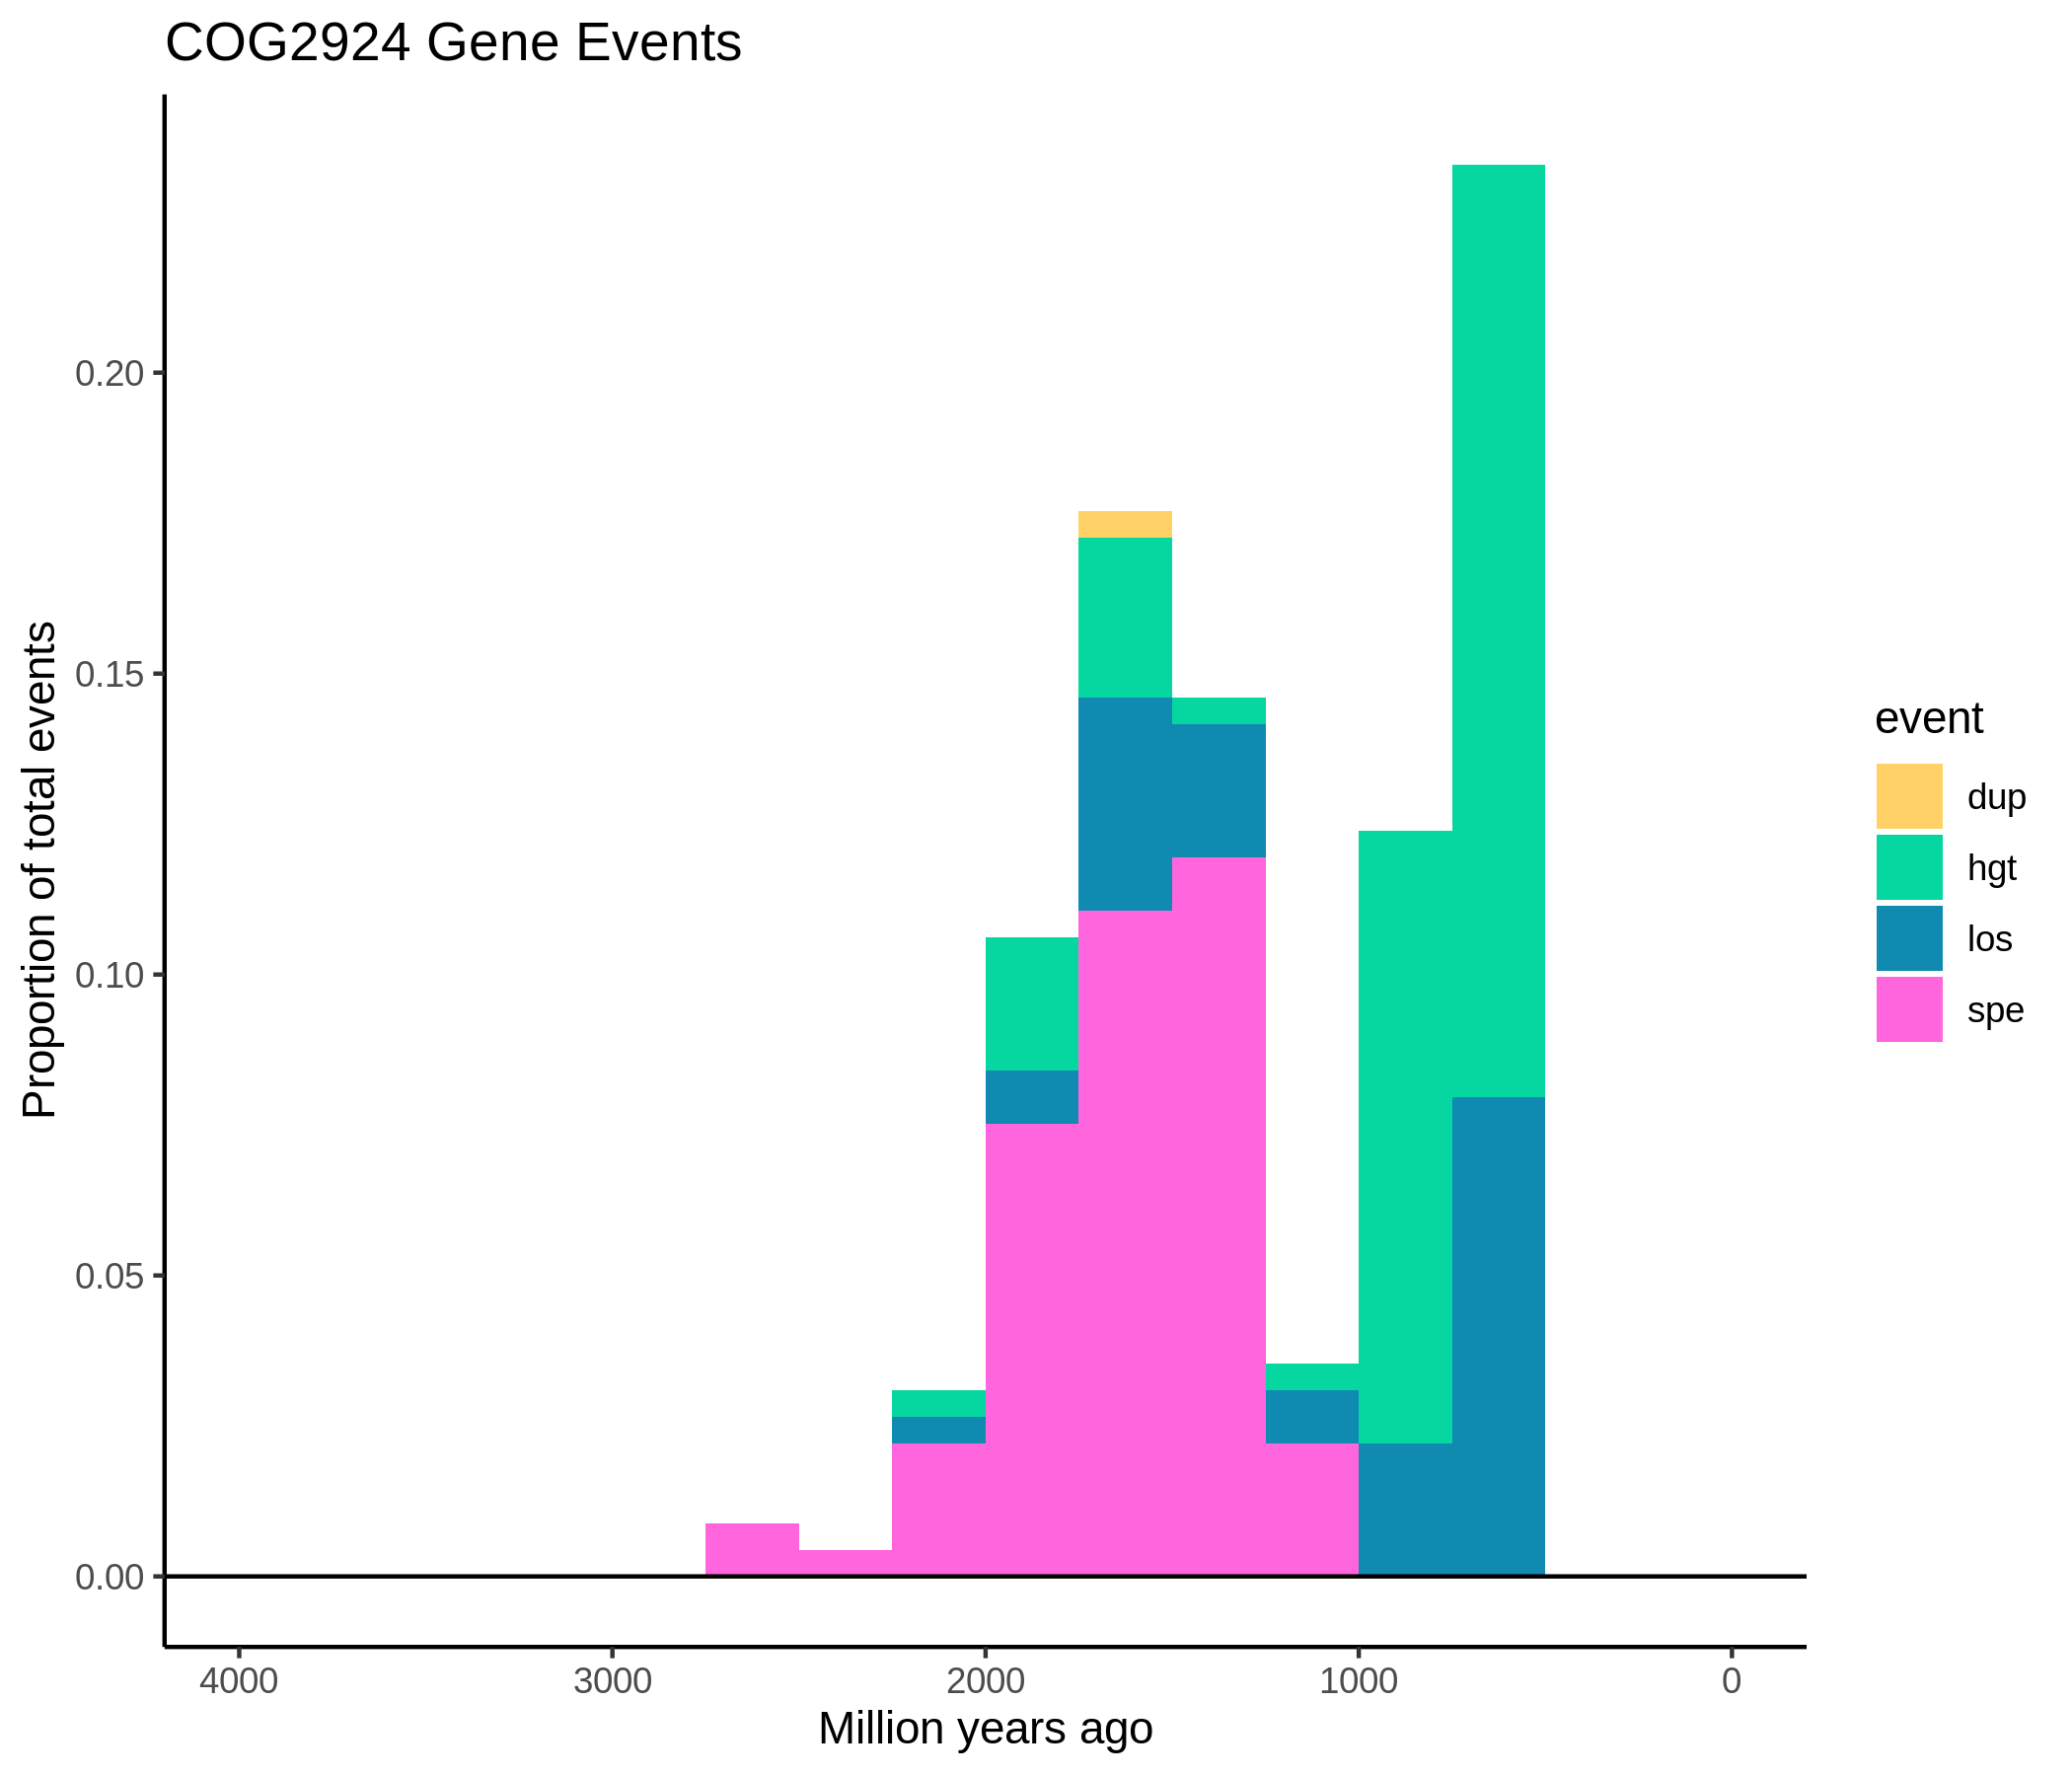 COG2924 Gene Events
Proportion of total events
0.20
0.15
0.10
0.05
0.00
4000 3000 2000 1000 0
Million years ago
event
dup
hgt
los
spe